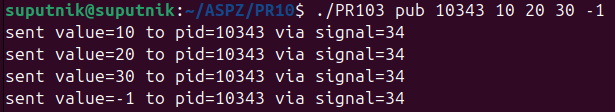 suputnik@suputnik:~/ASPZ/PR10$ ./PR103 pub 10343 10 20 30 -1
sent value=10 to pid=10343 via signal=34
sent value=20 to pid=10343 via signal=34
sent value=30 to pid=10343 via signal=34
sent value=-1 to pid=10343 via signal=34